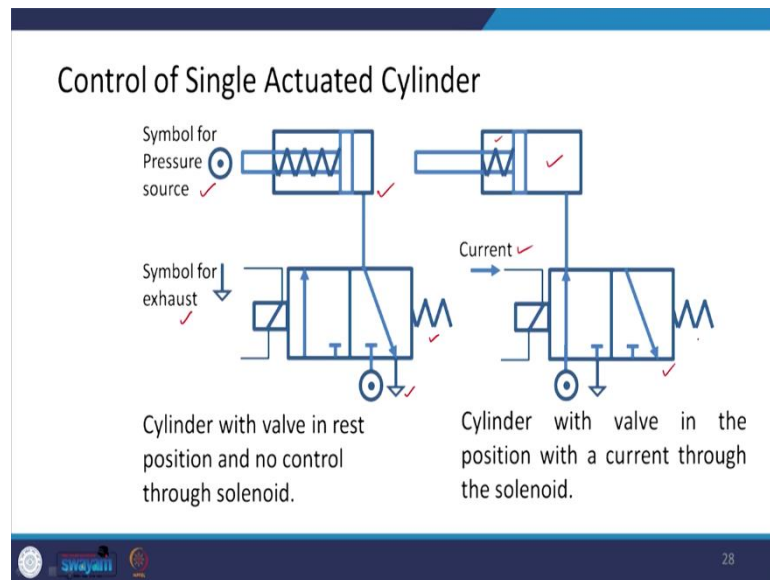 Control of Single Actuated Cylinder
Symbol for
Pressure
source
Symbol for
exhaust
Current
Cylinder with valve in rest
position and no control
through solenoid.
Cylinder with valve in the
position with a current through
the solenoid.
swayam
28